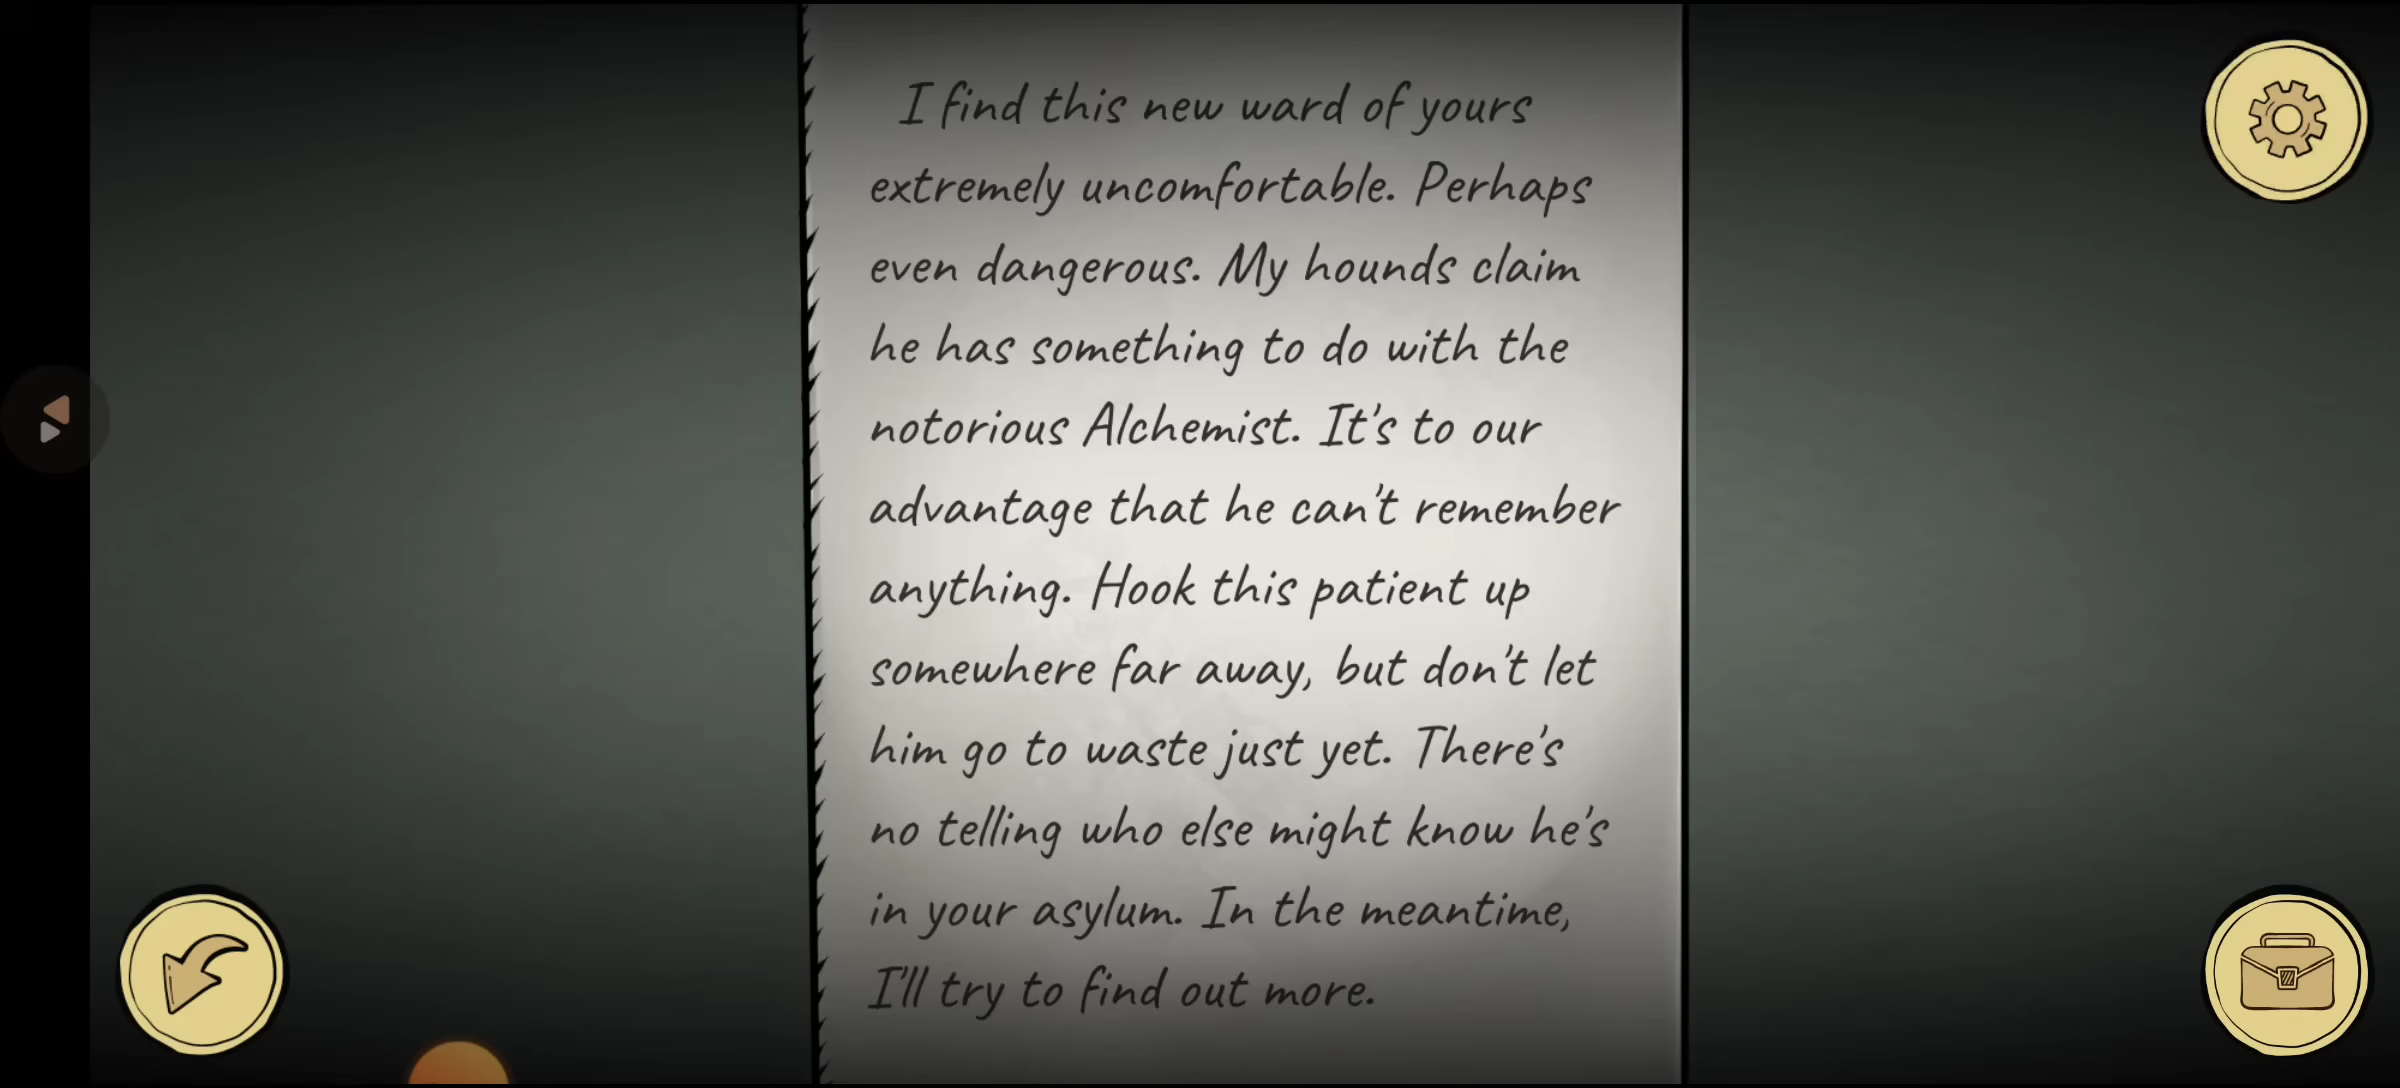 I find this new ward of yours
extremely uncomfortable. Perhaps
even dangerous. My hounds claim
he has something to do with the
notorious Alchemist. It's to our
advantage that he can't remember
anything. Hook this patient up
somewhere far away, but don't let
him go to waste just yet. There's
no telling who else might know he's
in your asylum. In the meantime,
I'll try to find out more.